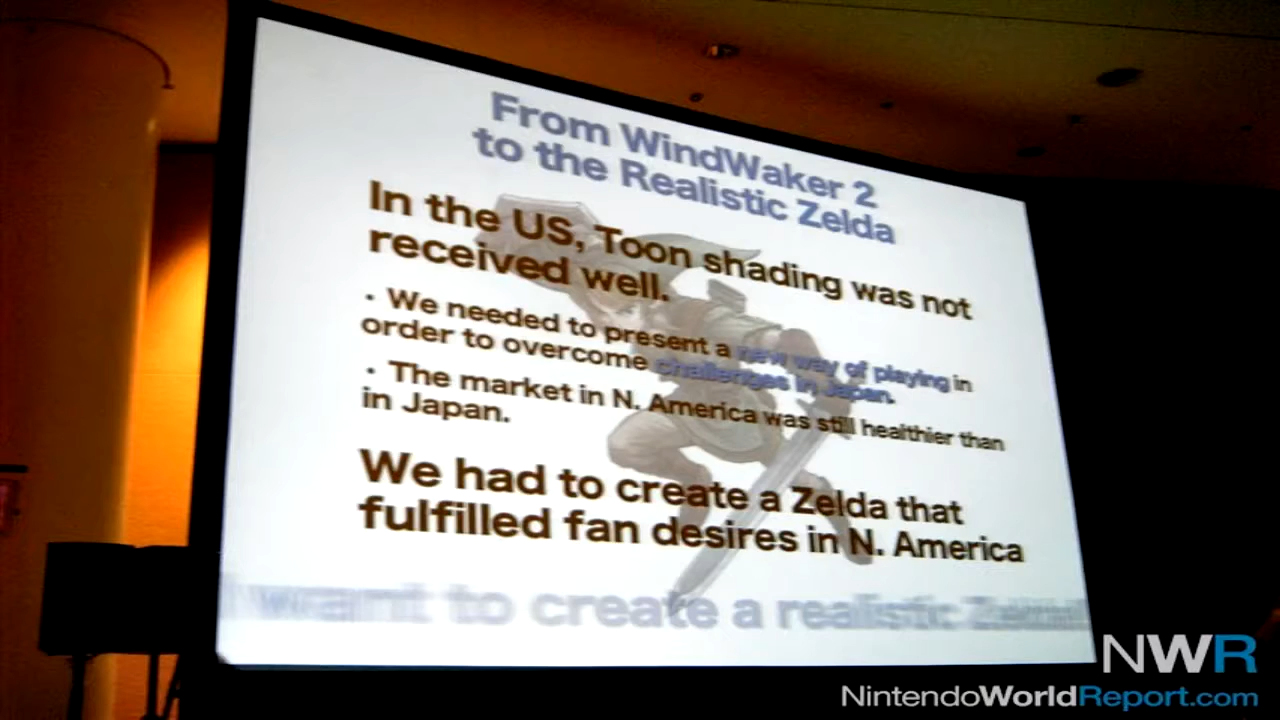 From WindWaker 2
to the Realistic Zelda
In the US, Toon shading was not
received well.
· We needed to present a new way of playing in
order to overcome challenges in Japan.
· The market in N. America was still healthier than
in Japan.
We had to create a Zelda that
fulfilled fan desires in N. America
I want to create a realistic Zelda!
NWR
NintendoWorldReport.com